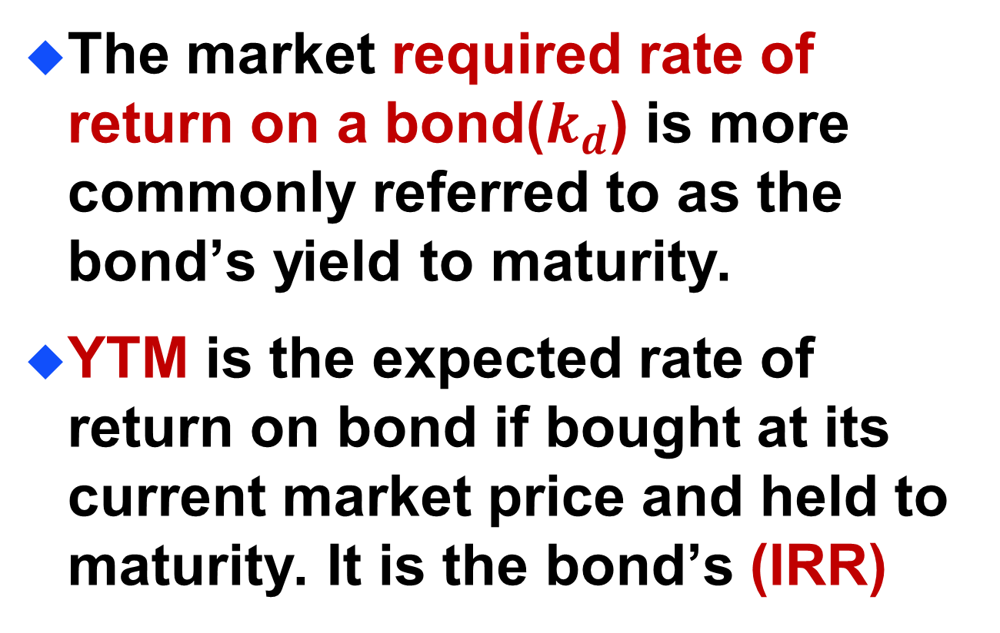 ◆The market required rate of
return on a bond(k_d) is more
commonly referred to as the
bond’s yield to maturity.
◆YTM is the expected rate of
return on bond if bought at its
current market price and held to
maturity. It is the bond’s (IRR)